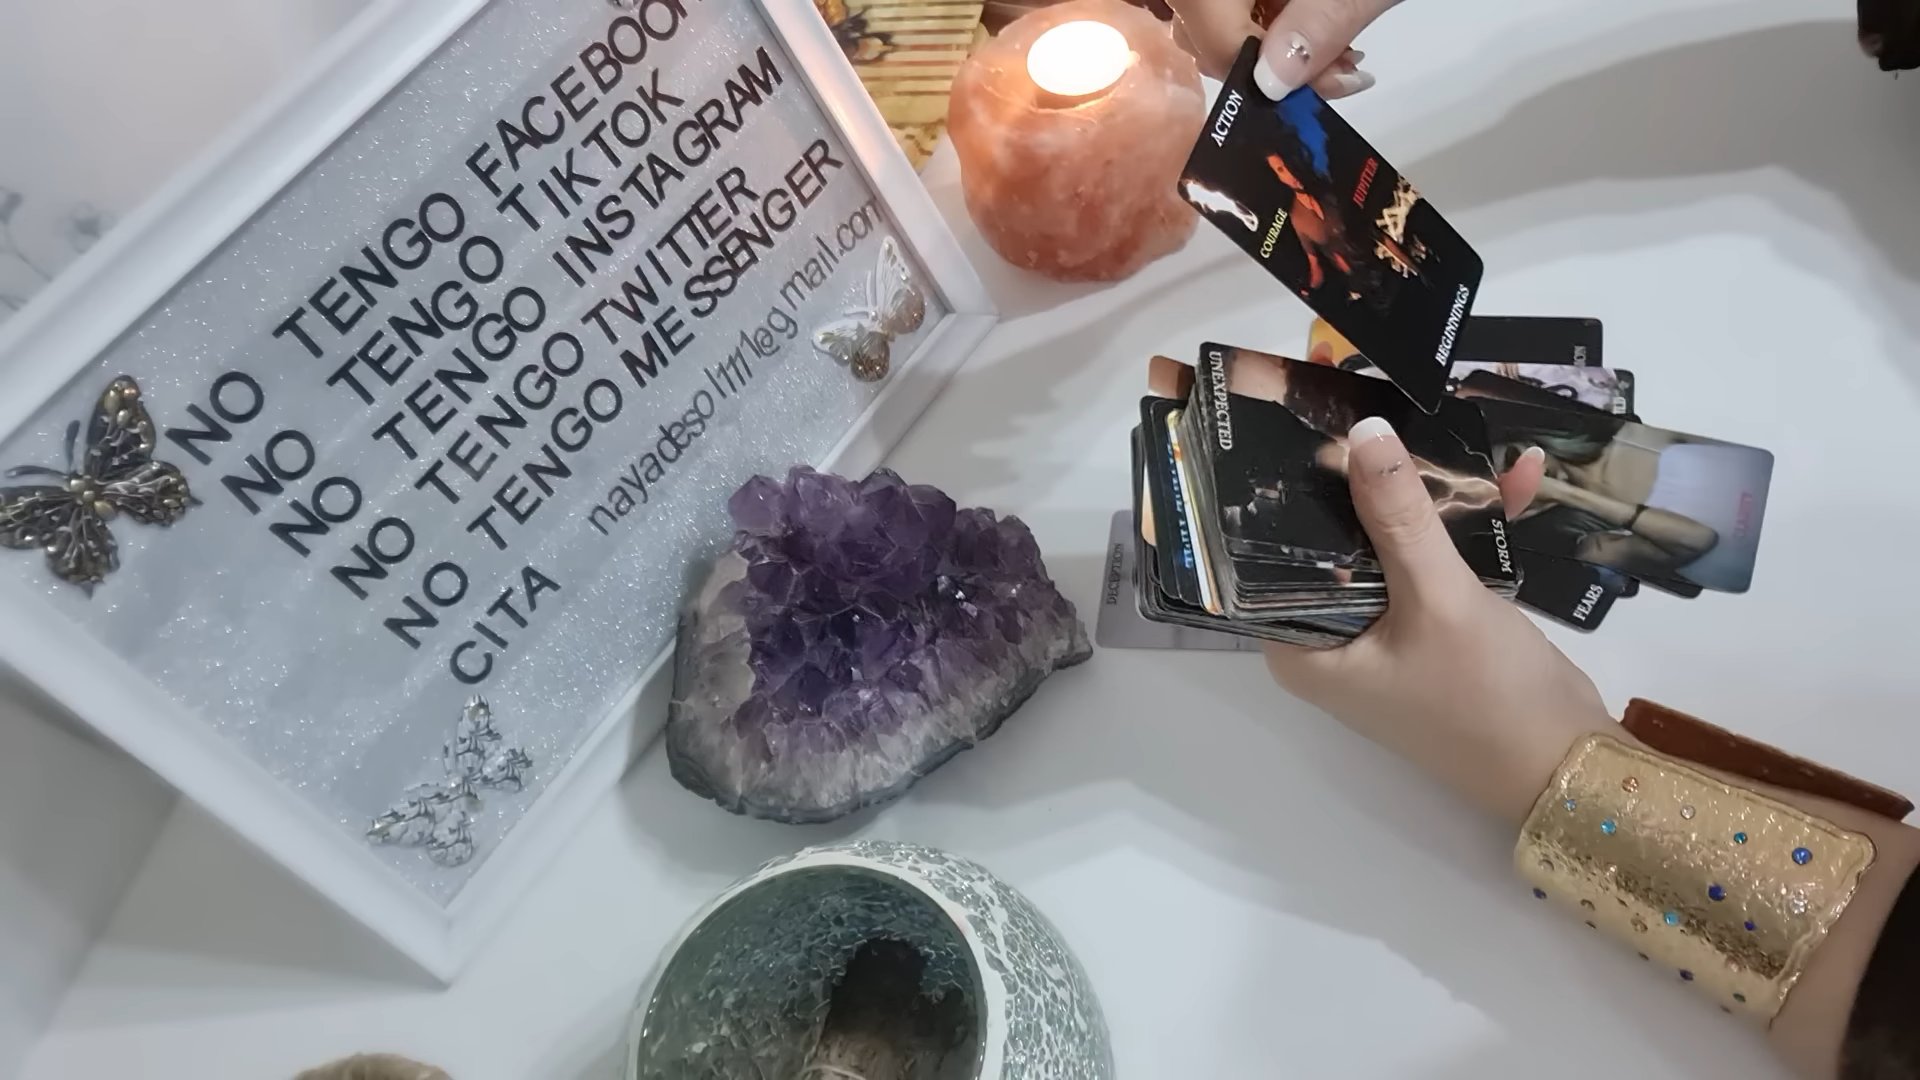 NO TENGO FACEBOOK
NO TENGO TIKTOK
NO TENGO INSTAGRAM
NO TENGO TWITTER
NO TENGO MESSENGER
CITA nayadesol1111@gmail.com
ACTION
COURAGE
JUPITER
BEGINNINGS
UNEXPECTED
STORM
DECEPTION
FEARS